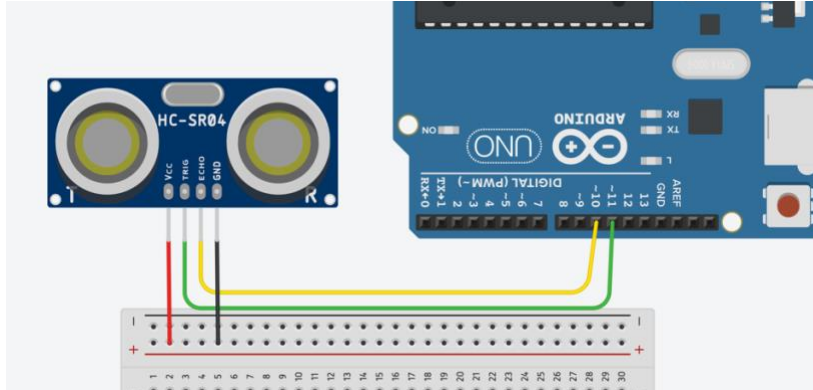 HC-SR04
VCC
TRIG
ECHO
GND
T
R
ON
UNO
ARDUINO
RX
TX
L
DIGITAL (PWM~)
RX←0
TX→1
2
~3
4
~5
~6
7
8
~9
~10
~11
12
13
GND
AREF
- -
+ +
1 2 3 4 5 6 7 8 9 10 11 12 13 14 15 16 17 18 19 20 21 22 23 24 25 26 27 28 29 30